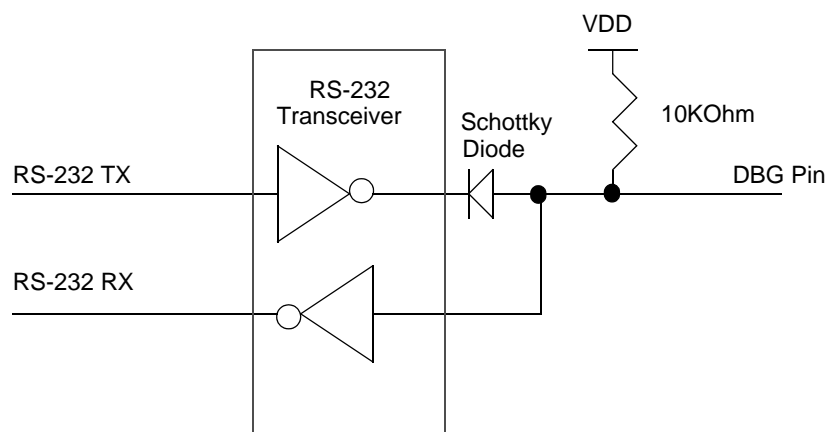 VDD
RS-232
Transceiver
Schottky
Diode
10KOhm
RS-232 TX
DBG Pin
RS-232 RX